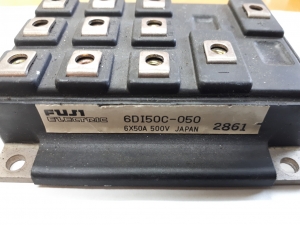 FUJI 6DI50C-050
ELECTRIC 6X50A 500V JAPAN 2861